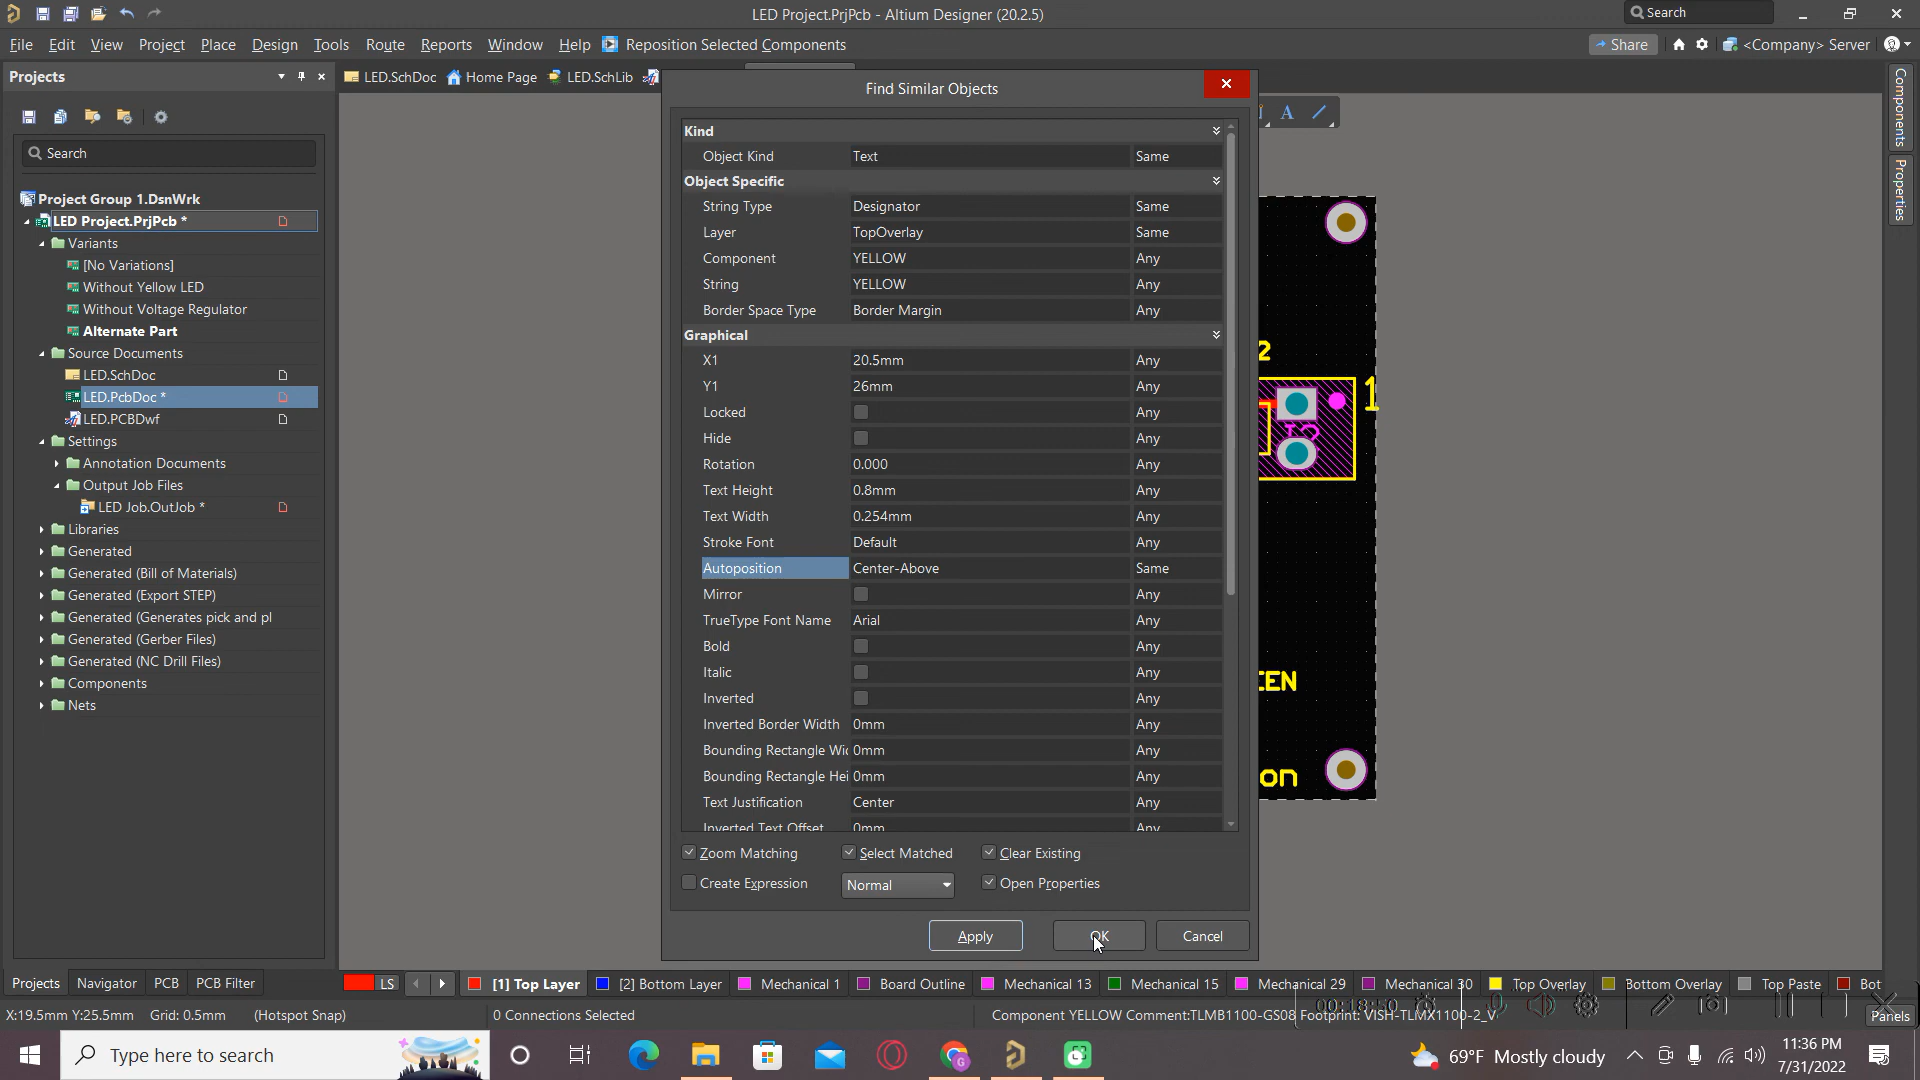 LED Project.PrjPcb - Altium Designer (20.2.5)
Search
File Edit View Project Place Design Tools Route Reports Window Help Reposition Selected Components
Share
<Company> Server
Projects
LED.SchDoc Home Page LED.SchLib
Search
Project Group 1.DsnWrk
LED Project.PrjPcb *
Variants
[No Variations]
Without Yellow LED
Without Voltage Regulator
Alternate Part
Source Documents
LED.SchDoc
LED.PcbDoc *
LED.PCBDwf
Settings
Annotation Documents
Output Job Files
LED Job.OutJob *
Libraries
Generated
Generated (Bill of Materials)
Generated (Export STEP)
Generated (Generates pick and pl
Generated (Gerber Files)
Generated (NC Drill Files)
Components
Nets
Find Similar Objects
Kind
Object Kind Text Same
Object Specific
String Type Designator Same
Layer TopOverlay Same
Component YELLOW Any
String YELLOW Any
Border Space Type Border Margin Any
Graphical
X1 20.5mm Any
Y1 26mm Any
Locked Any
Hide Any
Rotation 0.000 Any
Text Height 0.8mm Any
Text Width 0.254mm Any
Stroke Font Default Any
Autoposition Center-Above Same
Mirror Any
TrueType Font Name Arial Any
Bold Any
Italic Any
Inverted Any
Inverted Border Width 0mm Any
Bounding Rectangle Wi 0mm Any
Bounding Rectangle Hei 0mm Any
Text Justification Center Any
Inverted Text Offset 0mm Any
Zoom Matching Select Matched Clear Existing
Create Expression Normal Open Properties
Apply OK Cancel
A
2
1
EEN
on
Components
Properties
Projects Navigator PCB PCB Filter
LS [1] Top Layer [2] Bottom Layer Mechanical 1 Board Outline Mechanical 13 Mechanical 15 Mechanical 29 Mechanical 30 Top Overlay Bottom Overlay Top Paste Bot
X:19.5mm Y:25.5mm Grid: 0.5mm (Hotspot Snap) 0 Connections Selected Component YELLOW Comment:TLMB1100-GS08 Footprint: VISH-TLMX1100-2_V
00:18:50
Panels
Type here to search
69°F Mostly cloudy
11:36 PM
7/31/2022